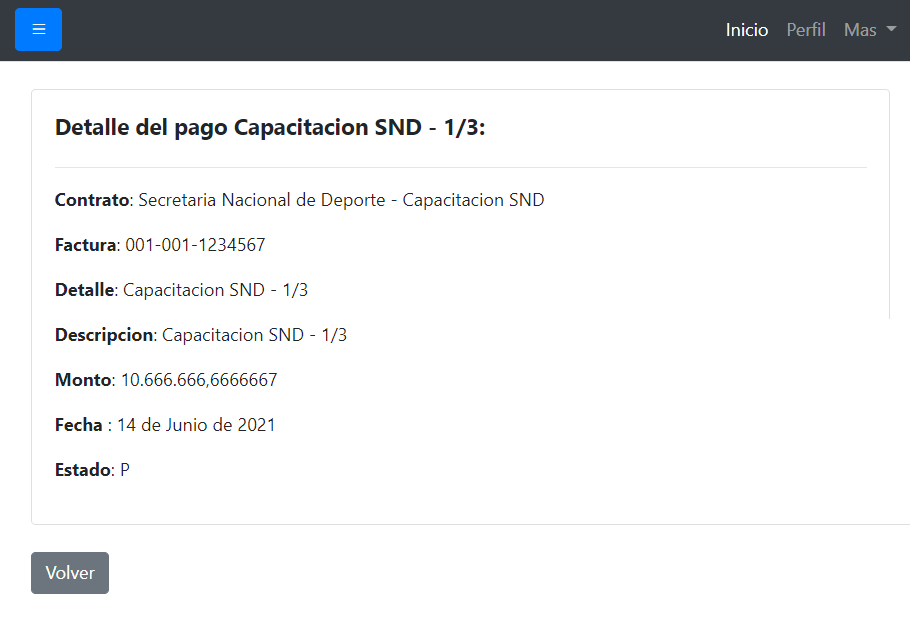 Inicio Perfil Mas
Detalle del pago Capacitacion SND - 1/3:
Contrato: Secretaria Nacional de Deporte - Capacitacion SND
Factura: 001-001-1234567
Detalle: Capacitacion SND - 1/3
Descripcion: Capacitacion SND - 1/3
Monto: 10.666.666,6666667
Fecha : 14 de Junio de 2021
Estado: P
Volver